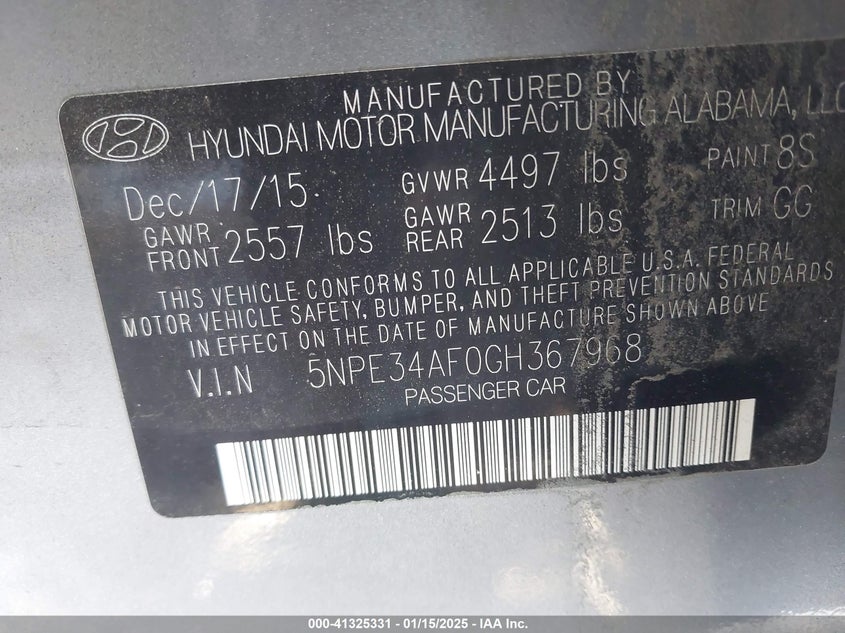 MANUFACTURED BY
HYUNDAI MOTOR MANUFACTURING ALABAMA, LLC
Dec/17/15 GVWR 4497 lbs PAINT 8S
GAWR FRONT 2557 lbs GAWR REAR 2513 lbs TRIM GG
THIS VEHICLE CONFORMS TO ALL APPLICABLE U.S.A. FEDERAL
MOTOR VEHICLE SAFETY, BUMPER, AND THEFT PREVENTION STANDARDS
IN EFFECT ON THE DATE OF MANUFACTURE SHOWN ABOVE
V.I.N 5NPE34AF0GH367968
PASSENGER CAR
000-41325331 - 01/15/2025 - IAA Inc.